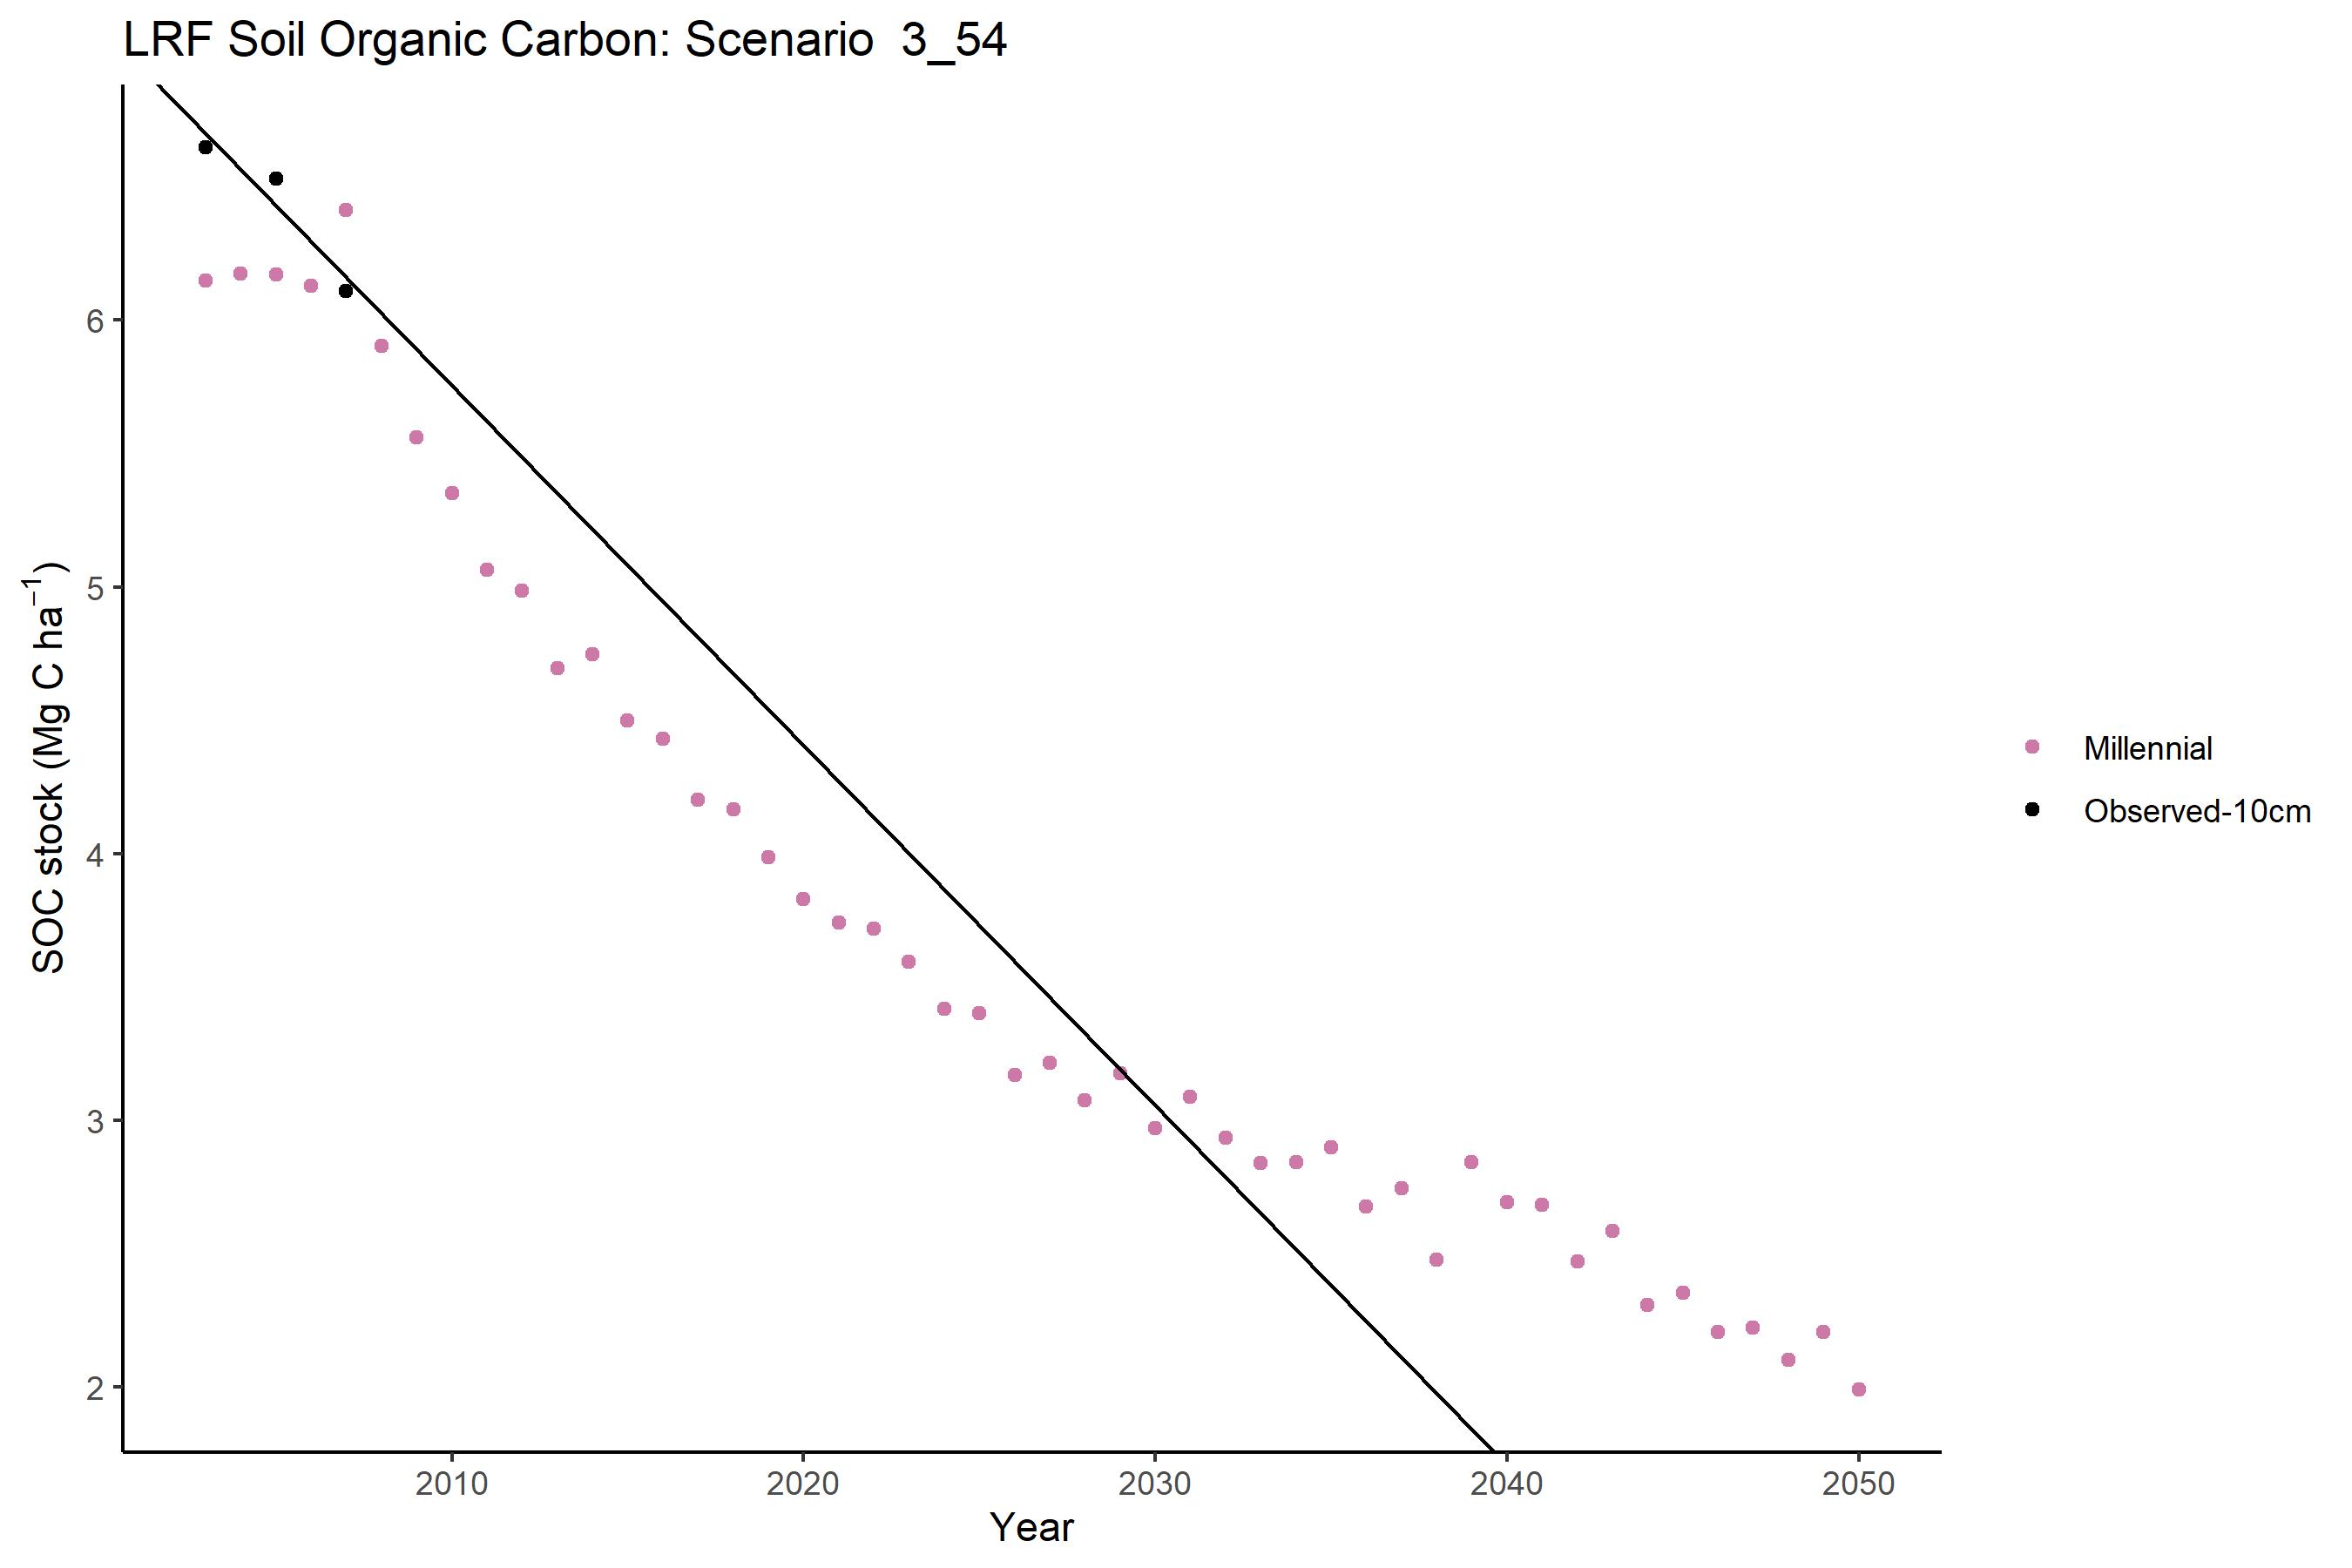 LRF Soil Organic Carbon: Scenario  3_54
SOC stock (Mg C ha⁻¹)
6
5
4
3
2
2010
2020
2030
2040
2050
Year
Millennial
Observed-10cm